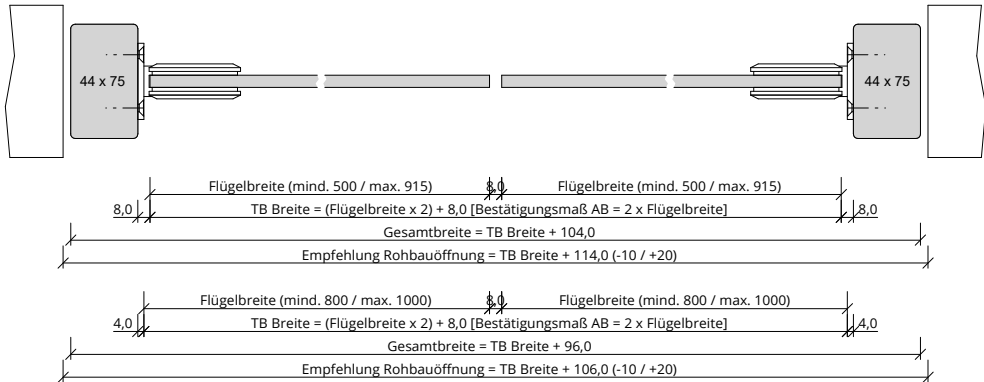 44 x 75
44 x 75
Flügelbreite (mind. 500 / max. 915)
8,0
Flügelbreite (mind. 500 / max. 915)
8,0
TB Breite = (Flügelbreite x 2) + 8,0 [Bestätigungsmaß AB = 2 x Flügelbreite]
8,0
Gesamtbreite = TB Breite + 104,0
Empfehlung Rohbauöffnung = TB Breite + 114,0 (-10 / +20)
Flügelbreite (mind. 800 / max. 1000)
8,0
Flügelbreite (mind. 800 / max. 1000)
4,0
TB Breite = (Flügelbreite x 2) + 8,0 [Bestätigungsmaß AB = 2 x Flügelbreite]
4,0
Gesamtbreite = TB Breite + 96,0
Empfehlung Rohbauöffnung = TB Breite + 106,0 (-10 / +20)